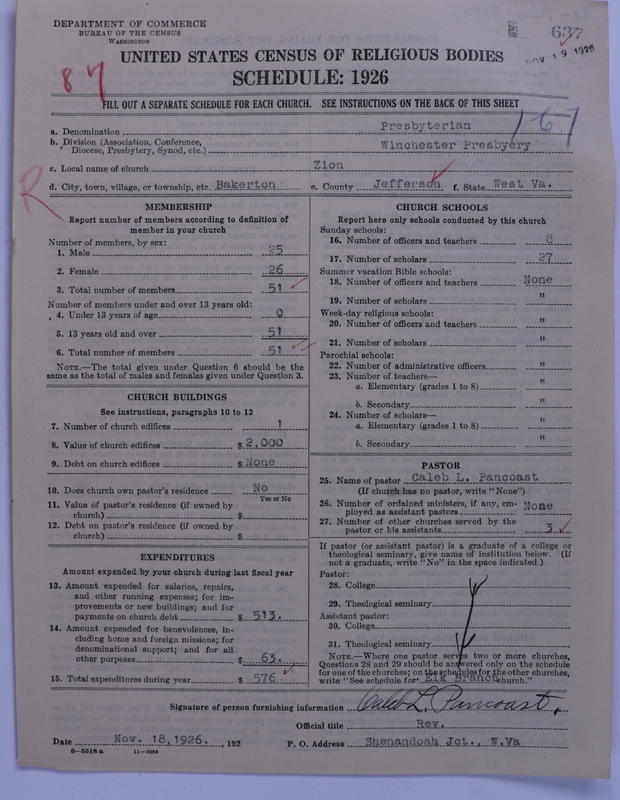 DEPARTMENT OF COMMERCE
BUREAU OF THE CENSUS
WASHINGTON
637
NOV 19 1926
UNITED STATES CENSUS OF RELIGIOUS BODIES
SCHEDULE: 1926
87
FILL OUT A SEPARATE SCHEDULE FOR EACH CHURCH. SEE INSTRUCTIONS ON THE BACK OF THIS SHEET
167
a. Denomination Presbyterian
b. Division (Association, Conference, Diocese, Presbytery, Synod, etc.) Winchester Presbyery
c. Local name of church Zion
R
d. City, town, village, or township, etc. Bakerton e. County Jefferson f. State West Va.
MEMBERSHIP
Report number of members according to definition of
member in your church
Number of members, by sex:
1. Male 25
2. Female 26
3. Total number of members 51
Number of members under and over 13 years old:
4. Under 13 years of age 0
5. 13 years old and over 51
6. Total number of members 51
NOTE.—The total given under Question 6 should be
same as the total of males and females given under Question 3.
CHURCH BUILDINGS
See instructions, paragraphs 10 to 12
7. Number of church edifices 1
8. Value of church edifices $2,000
9. Debt on church edifices $None
10. Does church own pastor's residence No
Yes or No
11. Value of pastor's residence (if owned by
church) $
12. Debt on pastor's residence (if owned by
church) $
EXPENDITURES
Amount expended by your church during last fiscal year
13. Amount expended for salaries, repairs,
and other running expenses; for im-
provements or new buildings; and for
payments on church debt $ 513.
14. Amount expended for benevolences, in-
cluding home and foreign missions; for
denominational support; and for all
other purposes $ 63.
15. Total expenditures during year $ 576.
CHURCH SCHOOLS
Report here only schools conducted by this church
Sunday schools:
16. Number of officers and teachers 8
17. Number of scholars 27
Summer vacation Bible schools:
18. Number of officers and teachers None
19. Number of scholars "
Week-day religious schools:
20. Number of officers and teachers "
21. Number of scholars "
Parochial schools:
22. Number of administrative officers "
23. Number of teachers—
a. Elementary (grades 1 to 8) "
b. Secondary "
24. Number of scholars—
a. Elementary (grades 1 to 8) "
b. Secondary "
PASTOR
25. Name of pastor Caleb L. Pancoast
(If church has no pastor, write "None")
26. Number of ordained ministers, if any, em-
ployed as assistant pastors None
27. Number of other churches served by the
pastor or his assistants 3
If pastor (or assistant pastor) is a graduate of a college or
theological seminary, give name of institution below. (If
not a graduate, write "No" in the space indicated.)
Pastor:
28. College
29. Theological seminary
Assistant pastor:
30. College
31. Theological seminary
NOTE.—Where one pastor serves two or more churches,
Questions 28 and 29 should be answered only on the schedule
for one of the churches; on the schedules for the other churches,
write "See schedule for Elk Branch church."
Signature of person furnishing information Caleb L. Pancoast.
Official title Rev.
Date Nov. 18,1926. , 192 P. O. Address Shenandoah Jct., W.Va
8—5518 a 11—9984